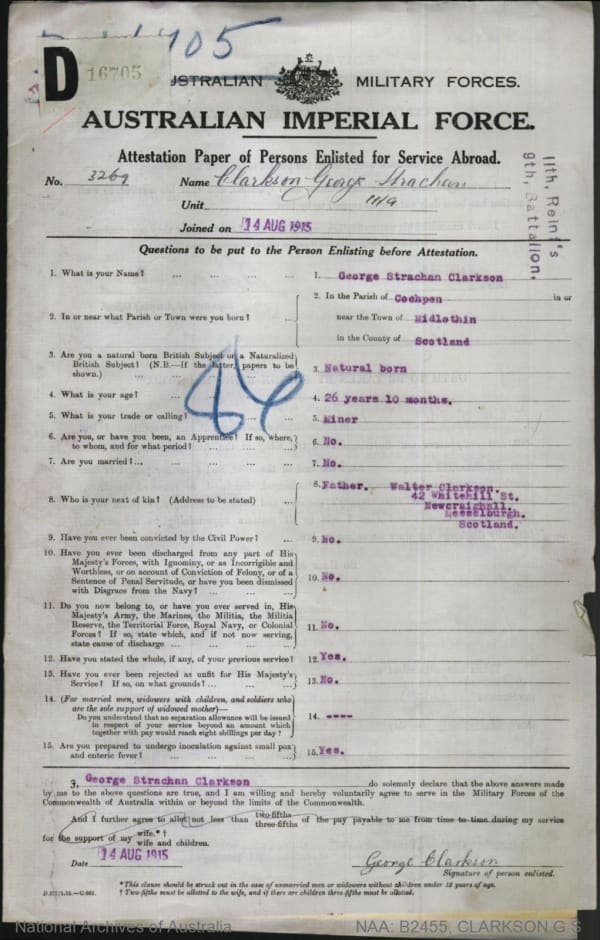 D 16705
AUSTRALIAN MILITARY FORCES.
AUSTRALIAN IMPERIAL FORCE.
Attestation Paper of Persons Enlisted for Service Abroad.
11th, Reint's
9th, Battalion.
No. 3269 Name Clarkson George Strachan
Unit
Joined on 14 AUG 1915
Questions to be put to the Person Enlisting before Attestation.
1. What is your Name? ... ... ... ... 1. George Strachan Clarkson
2. In or near what Parish or Town were you born? ... 2. In the Parish of Cockpen in or
near the Town of Midlothin
in the County of Scotland
3. Are you a natural born British Subject or a Naturalized
British Subject? (N.B.—If the latter, papers to be
shown.) ... ... ... ... 3. Natural born
4. What is your age? ... ... ... ... 4. 26 years 10 months.
5. What is your trade or calling? ... ... ... 5. Miner
6. Are you, or have you been, an Apprentice? If so, where,
to whom, and for what period? ... ... ... 6. No.
7. Are you married? ... ... ... ... 7. No.
8. Who is your next of kin? (Address to be stated) ... 8. Father. Walter Clarkson.
42 Whitehill St.
Newcraighall.
Scotland.
9. Have you ever been convicted by the Civil Power? ... 9. No.
10. Have you ever been discharged from any part of His
Majesty's Forces, with Ignominy, or as Incorrigible and
Worthless, or on account of Conviction of Felony, or of a
Sentence of Penal Servitude, or have you been dismissed
with Disgrace from the Navy? ... ... ... 10. No.
11. Do you now belong to, or have you ever served in, His
Majesty's Army, the Marines, the Militia, the Militia
Reserve, the Territorial Force, Royal Navy, or Colonial
Forces? If so, state which, and if not now serving,
state cause of discharge ... ... ... 11. No.
12. Have you stated the whole, if any, of your previous service? 12. Yes.
13. Have you ever been rejected as unfit for His Majesty's
Service? If so, on what grounds? ... ... 13. No.
14. (For married men, widowers with children, and soldiers who
are the sole support of widowed mother)—
Do you understand that no separation allowance will be issued
in respect of your service beyond an amount which
together with pay would reach eight shillings per day? 14. ----
15. Are you prepared to undergo inoculation against small pox
and enteric fever? ... ... ... ... 15. Yes.
I, George Strachan Clarkson do solemnly declare that the above answers made
by me to the above questions are true, and I am willing and hereby voluntarily agree to serve in the Military Forces of the
Commonwealth of Australia within or beyond the limits of the Commonwealth.
And I further agree to allot not less than two-fifths three-fifths of the pay payable to me from time to time during my service
for the support of my wife.*† wife and children.
Date 14 AUG 1915
George Clarkson
Signature of person enlisted.
* This clause should be struck out in the case of unmarried men or widowers without children under 18 years of age.
† Two-fifths must be allotted to the wife, and if there are children three-fifths must be allotted.
National Archives of Australia NAA: B2455, CLARKSON G S